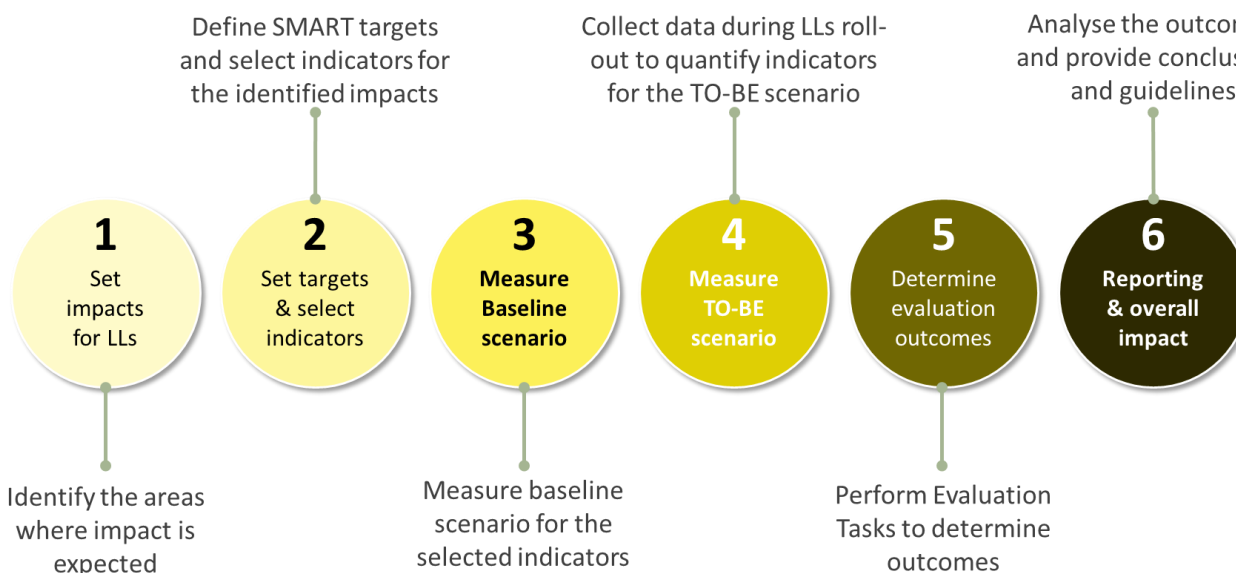 Define SMART targets
and select indicators for
the identified impacts
Collect data during LLs roll-
out to quantify indicators
for the TO-BE scenario
Analyse the outcom
and provide conclus
and guidelines
1
Set
impacts
for LLs
2
Set targets
& select
indicators
3
Measure
Baseline
scenario
4
Measure
TO-BE
scenario
5
Determine
evaluation
outcomes
6
Reporting
& overall
impact
Identify the areas
where impact is
expected
Measure baseline
scenario for the
selected indicators
Perform Evaluation
Tasks to determine
outcomes